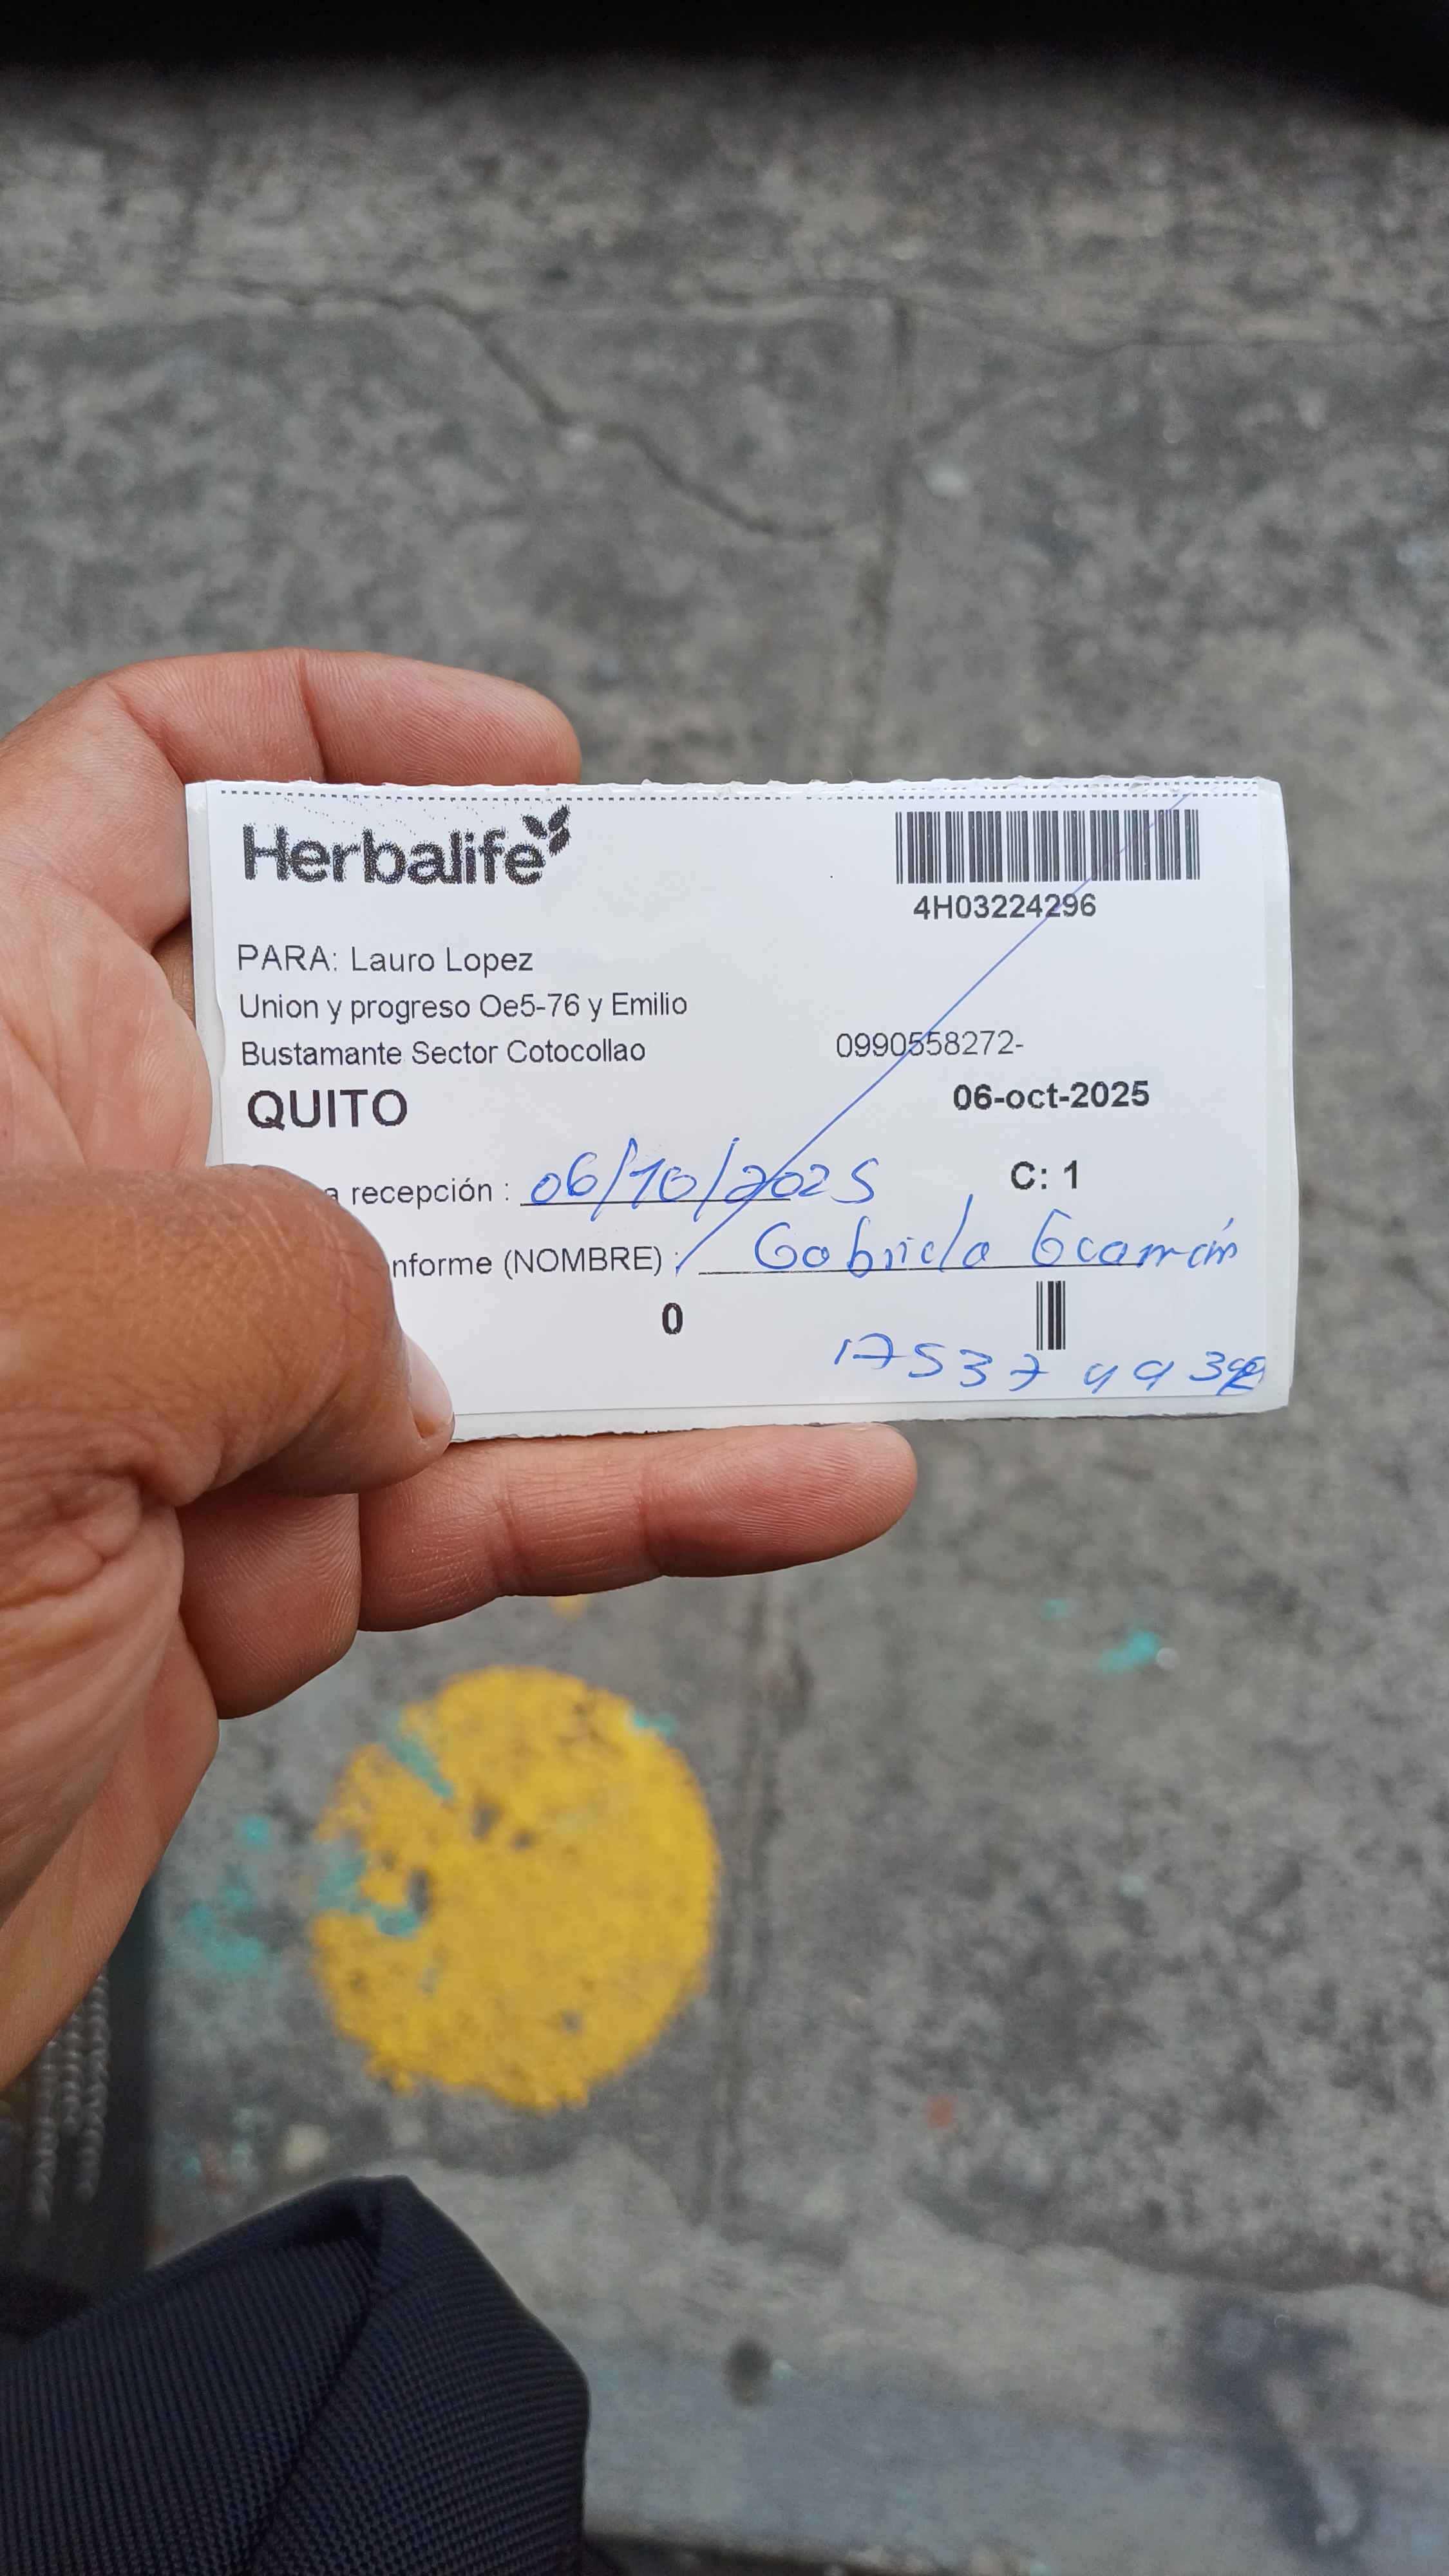 Herbalife
4H03224296
PARA: Lauro Lopez
Union y progreso Oe5-76 y Emilio
Bustamante Sector Cotocollao
0990558272-
QUITO
06-oct-2025
a recepción : 06/10/2025
C: 1
nforme (NOMBRE) : Gabriela
0